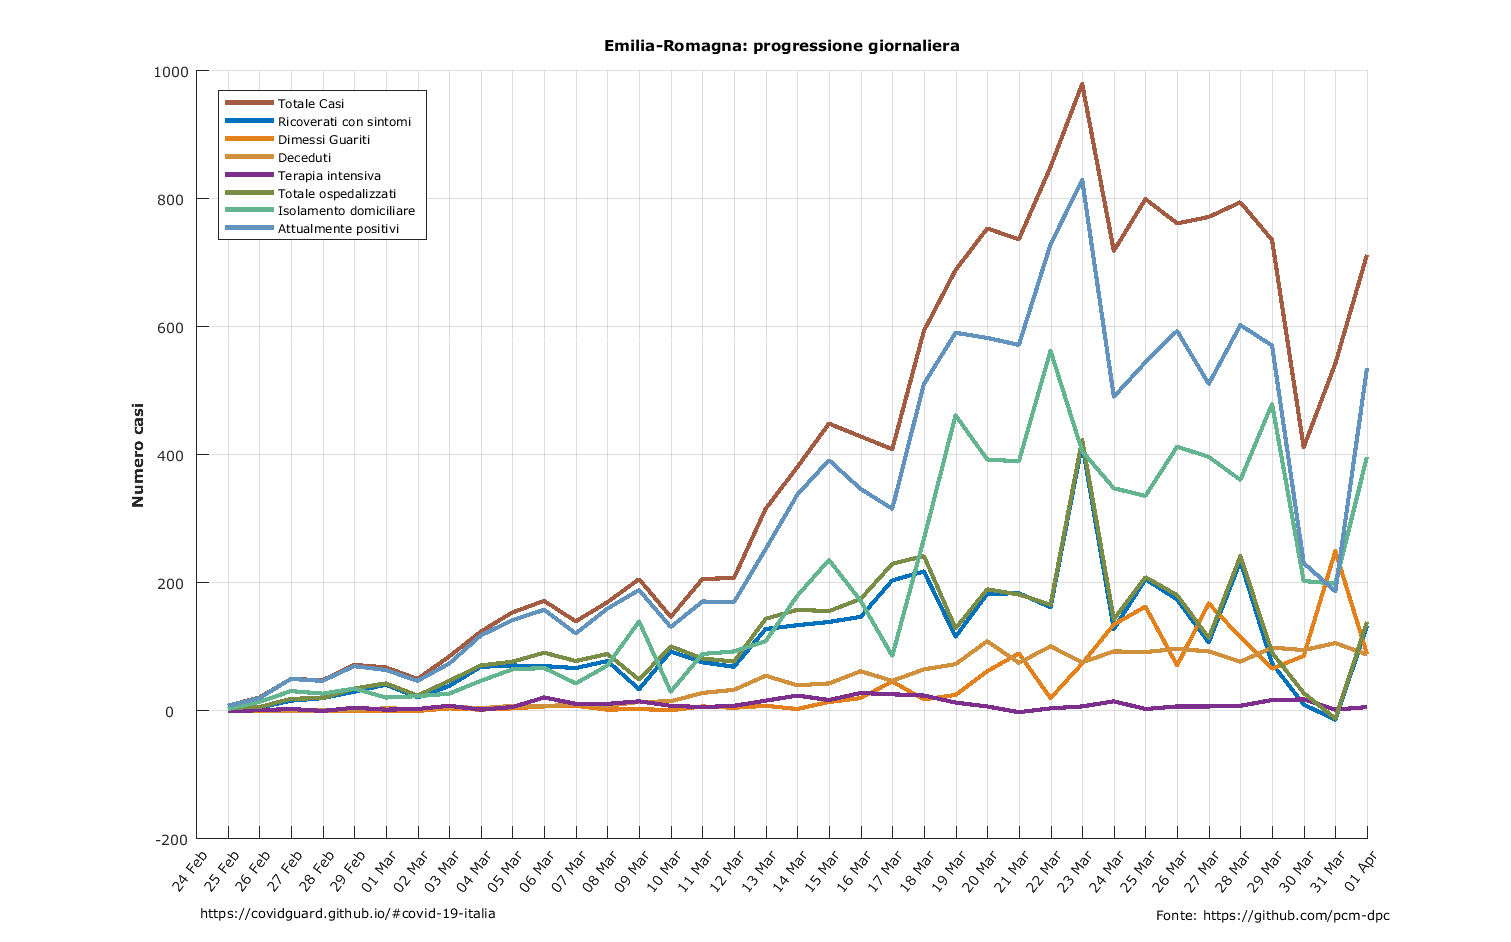 Emilia-Romagna: progressione giornaliera
1000
800
600
400
200
0
-200
Numero casi
Totale Casi
Ricoverati con sintomi
Dimessi Guariti
Deceduti
Terapia intensiva
Totale ospedalizzati
Isolamento domiciliare
Attualmente positivi
24 Feb
25 Feb
26 Feb
27 Feb
28 Feb
29 Feb
01 Mar
02 Mar
03 Mar
04 Mar
05 Mar
06 Mar
07 Mar
08 Mar
09 Mar
10 Mar
11 Mar
12 Mar
13 Mar
14 Mar
15 Mar
16 Mar
17 Mar
18 Mar
19 Mar
20 Mar
21 Mar
22 Mar
23 Mar
24 Mar
25 Mar
26 Mar
27 Mar
28 Mar
29 Mar
30 Mar
31 Mar
01 Apr
https://covidguard.github.io/#covid-19-italia
Fonte: https://github.com/pcm-dpc